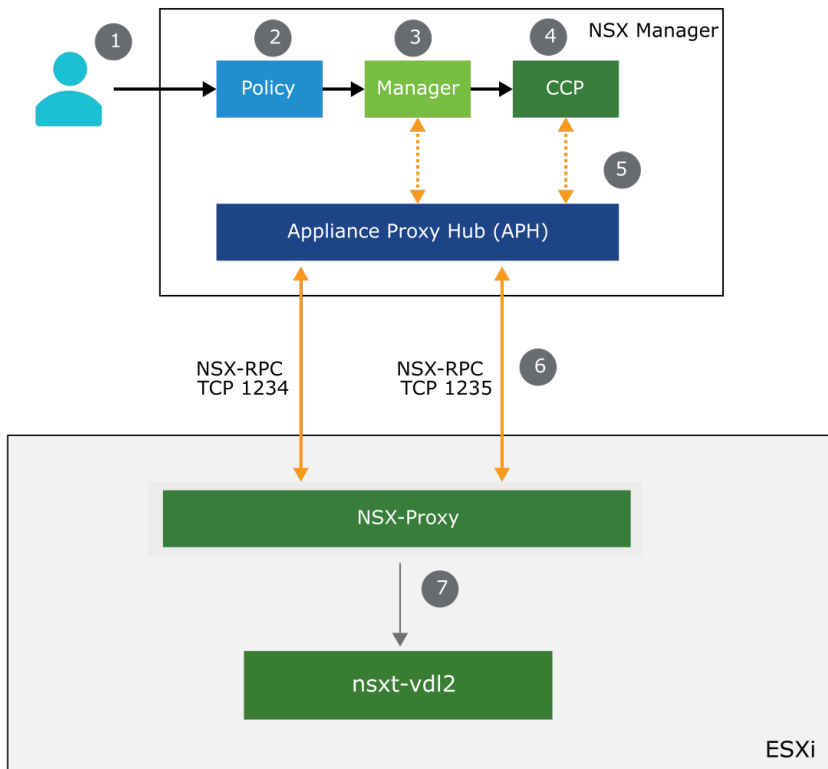 1
2
3
4
NSX Manager
Policy
Manager
CCP
5
Appliance Proxy Hub (APH)
NSX-RPC
TCP 1234
NSX-RPC
TCP 1235
6
NSX-Proxy
7
nsxt-vdl2
ESXi